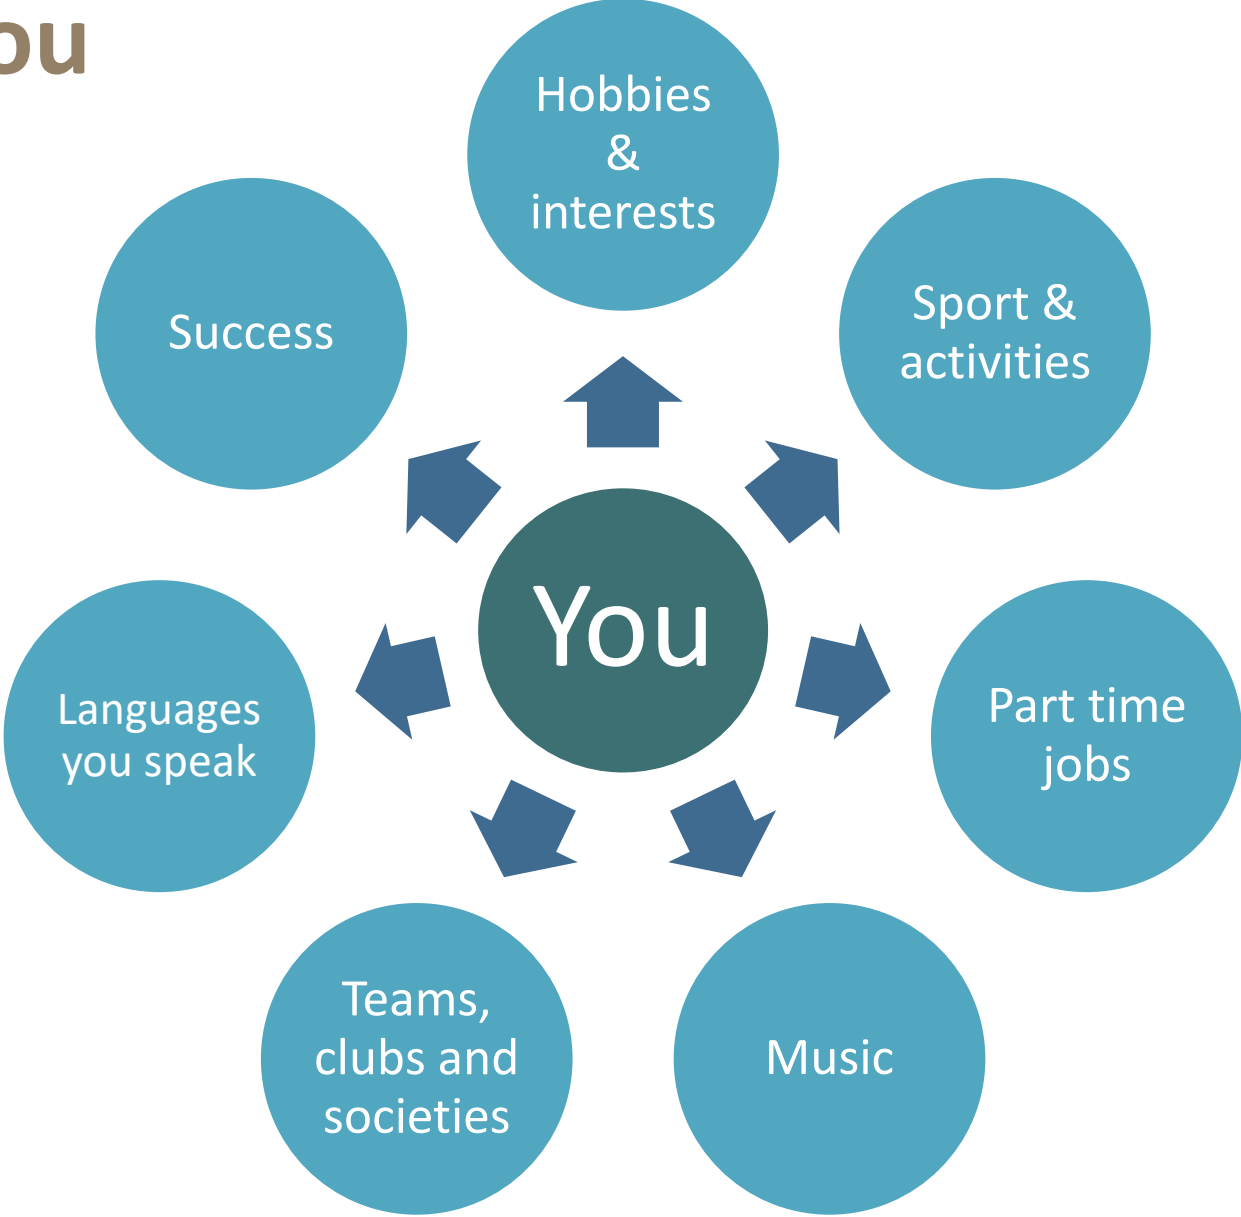 ou
Hobbies
&
interests
Sport &
activities
Part time
jobs
Music
Teams,
clubs and
societies
Languages
you speak
Success
You